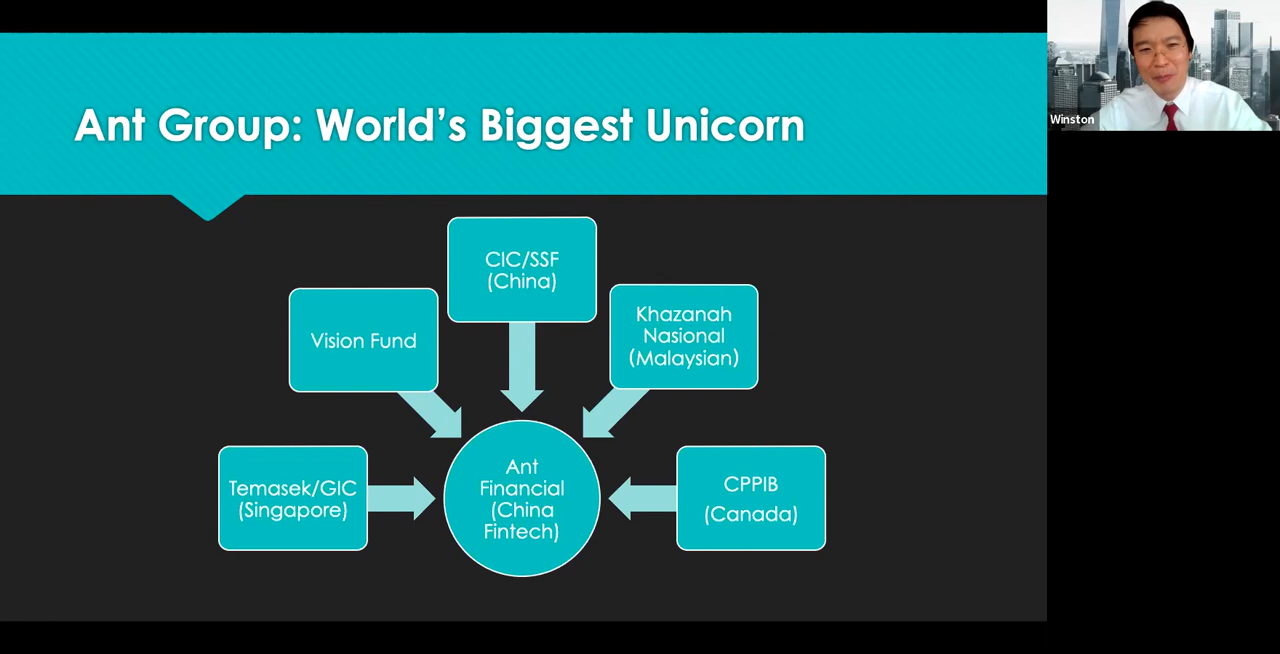 Ant Group: World's Biggest Unicorn
Winston
CIC/SSF
(China)
Vision Fund
Khazanah
Nasional
(Malaysian)
Temasek/GIC
(Singapore)
Ant
Financial
(China
Fintech)
CPPIB
(Canada)